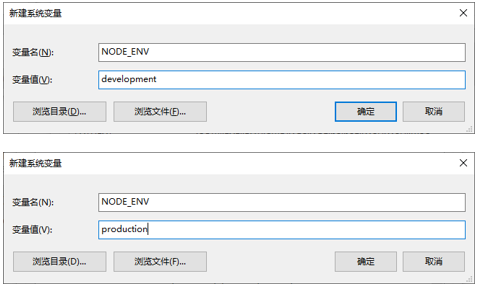 新建系统变量
变量名(N): NODE_ENV
变量值(V): development
浏览目录(D)... 浏览文件(F)... 确定 取消
新建系统变量
变量名(N): NODE_ENV
变量值(V): production
浏览目录(D)... 浏览文件(F)... 确定 取消